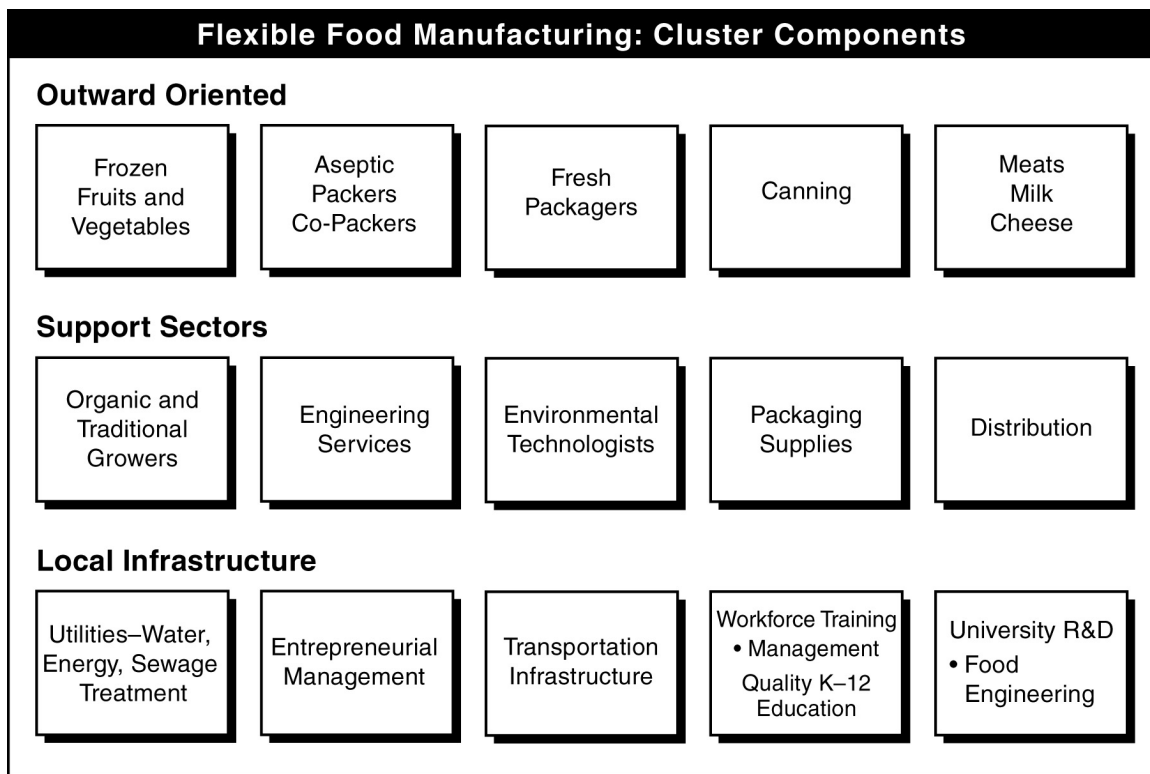 Flexible Food Manufacturing: Cluster Components
Outward Oriented
Frozen
Fruits and
Vegetables
Aseptic
Packers
Co-Packers
Fresh
Packagers
Canning
Meats
Milk
Cheese
Support Sectors
Organic and
Traditional
Growers
Engineering
Services
Environmental
Technologists
Packaging
Supplies
Distribution
Local Infrastructure
Utilities–Water,
Energy, Sewage
Treatment
Entrepreneurial
Management
Transportation
Infrastructure
Workforce Training
• Management
Quality K–12
Education
University R&D
• Food
Engineering